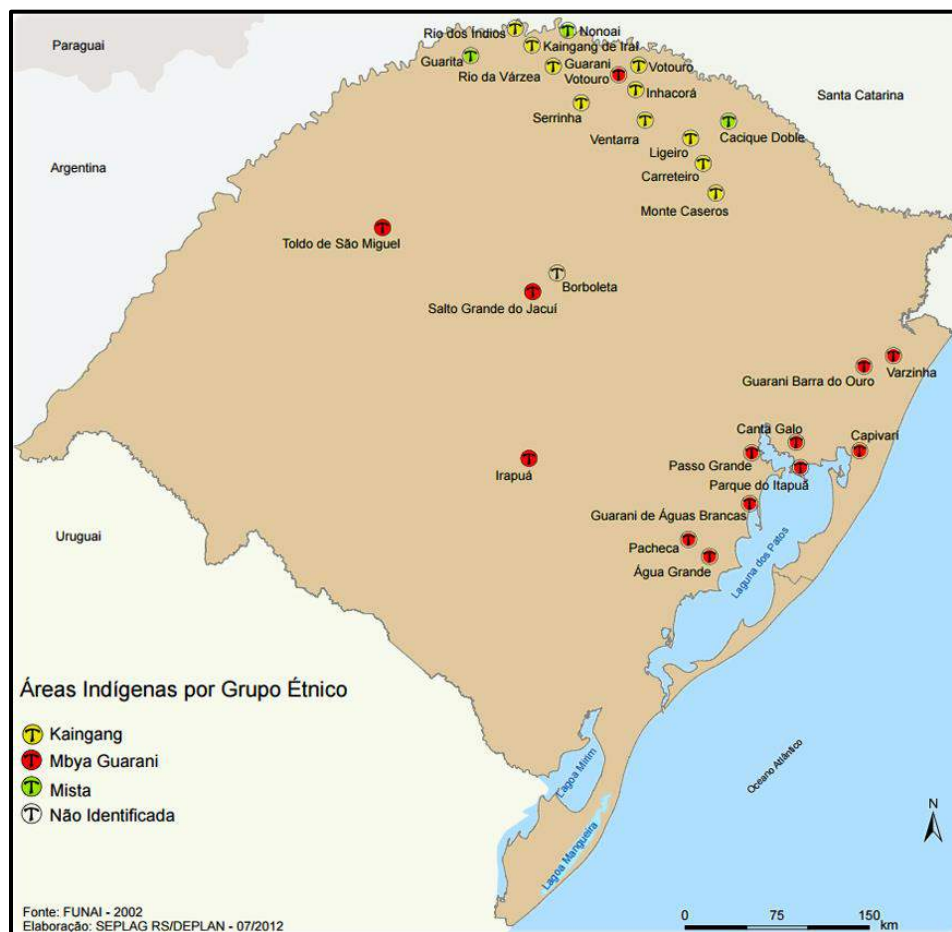 Paraguai
Argentina
Uruguai
Santa Catarina
Rio dos Índios
Nonoai
Kaingang de Iraí
Guarita
Rio da Várzea
Guarani
Votouro
Votouro
Inhacorá
Serrinha
Ventarra
Cacique Doble
Ligeiro
Carreteiro
Monte Caseros
Toldo de São Miguel
Borboleta
Salto Grande do Jacuí
Varzinha
Guarani Barra do Ouro
Canta Galo
Capivari
Passo Grande
Irapuá
Parque do Itapuã
Guarani de Águas Brancas
Pacheca
Água Grande
Laguna dos Patos
Lagoa Mirim
Lagoa Mangueira
Oceano Atlântico
Áreas Indígenas por Grupo Étnico
Kaingang
Mbya Guarani
Mista
Não Identificada
Fonte: FUNAI - 2002
Elaboração: SEPLAG RS/DEPLAN - 07/2012
N
0 75 150
km